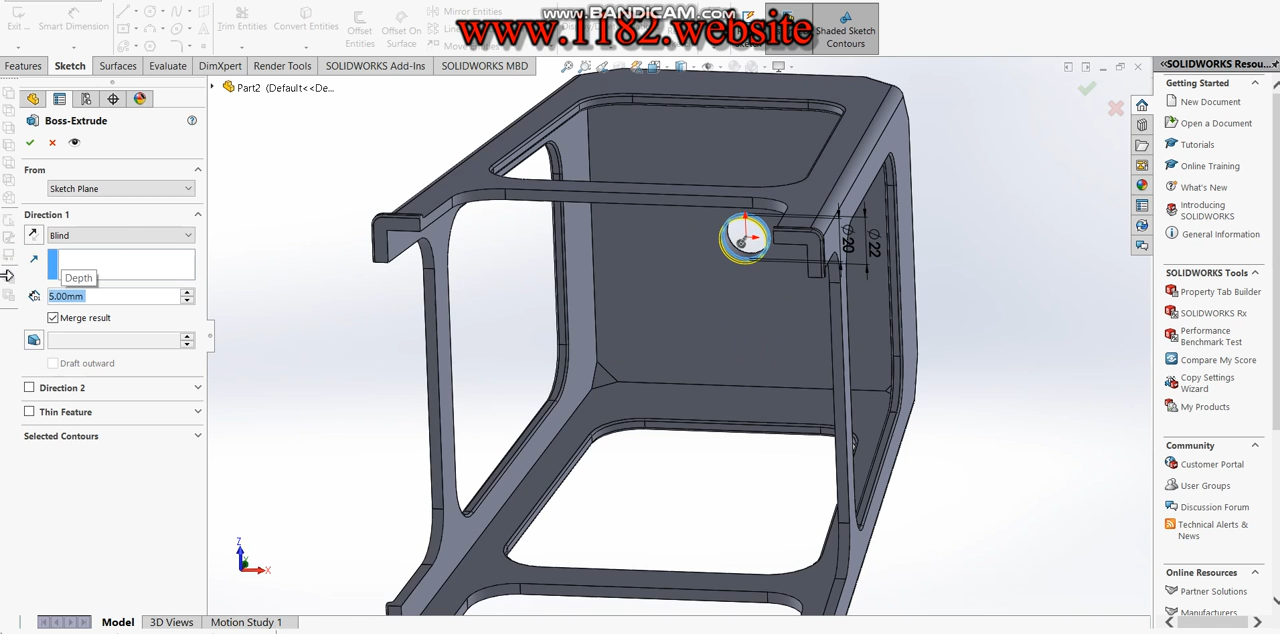 www.BANDICAM.com
www.1182.website
Exit ...
Smart Dimension
Trim Entities
Convert Entities
Offset Entities
Offset On Surface
Mirror Entities
Shaded Sketch Contours
Features
Sketch
Surfaces
Evaluate
DimXpert
Render Tools
SOLIDWORKS Add-Ins
SOLIDWORKS MBD
Part2 (Default<<De...
Boss-Extrude
From
Sketch Plane
Direction 1
Blind
Depth
5.00mm
Merge result
Draft outward
Direction 2
Thin Feature
Selected Contours
Ø20
Ø22
Z
X
Model
3D Views
Motion Study 1
SOLIDWORKS Resou...
Getting Started
New Document
Open a Document
Tutorials
Online Training
What's New
Introducing SOLIDWORKS
General Information
SOLIDWORKS Tools
Property Tab Builder
SOLIDWORKS Rx
Performance Benchmark Test
Compare My Score
Copy Settings Wizard
My Products
Community
Customer Portal
User Groups
Discussion Forum
Technical Alerts & News
Online Resources
Partner Solutions
Manufacturers